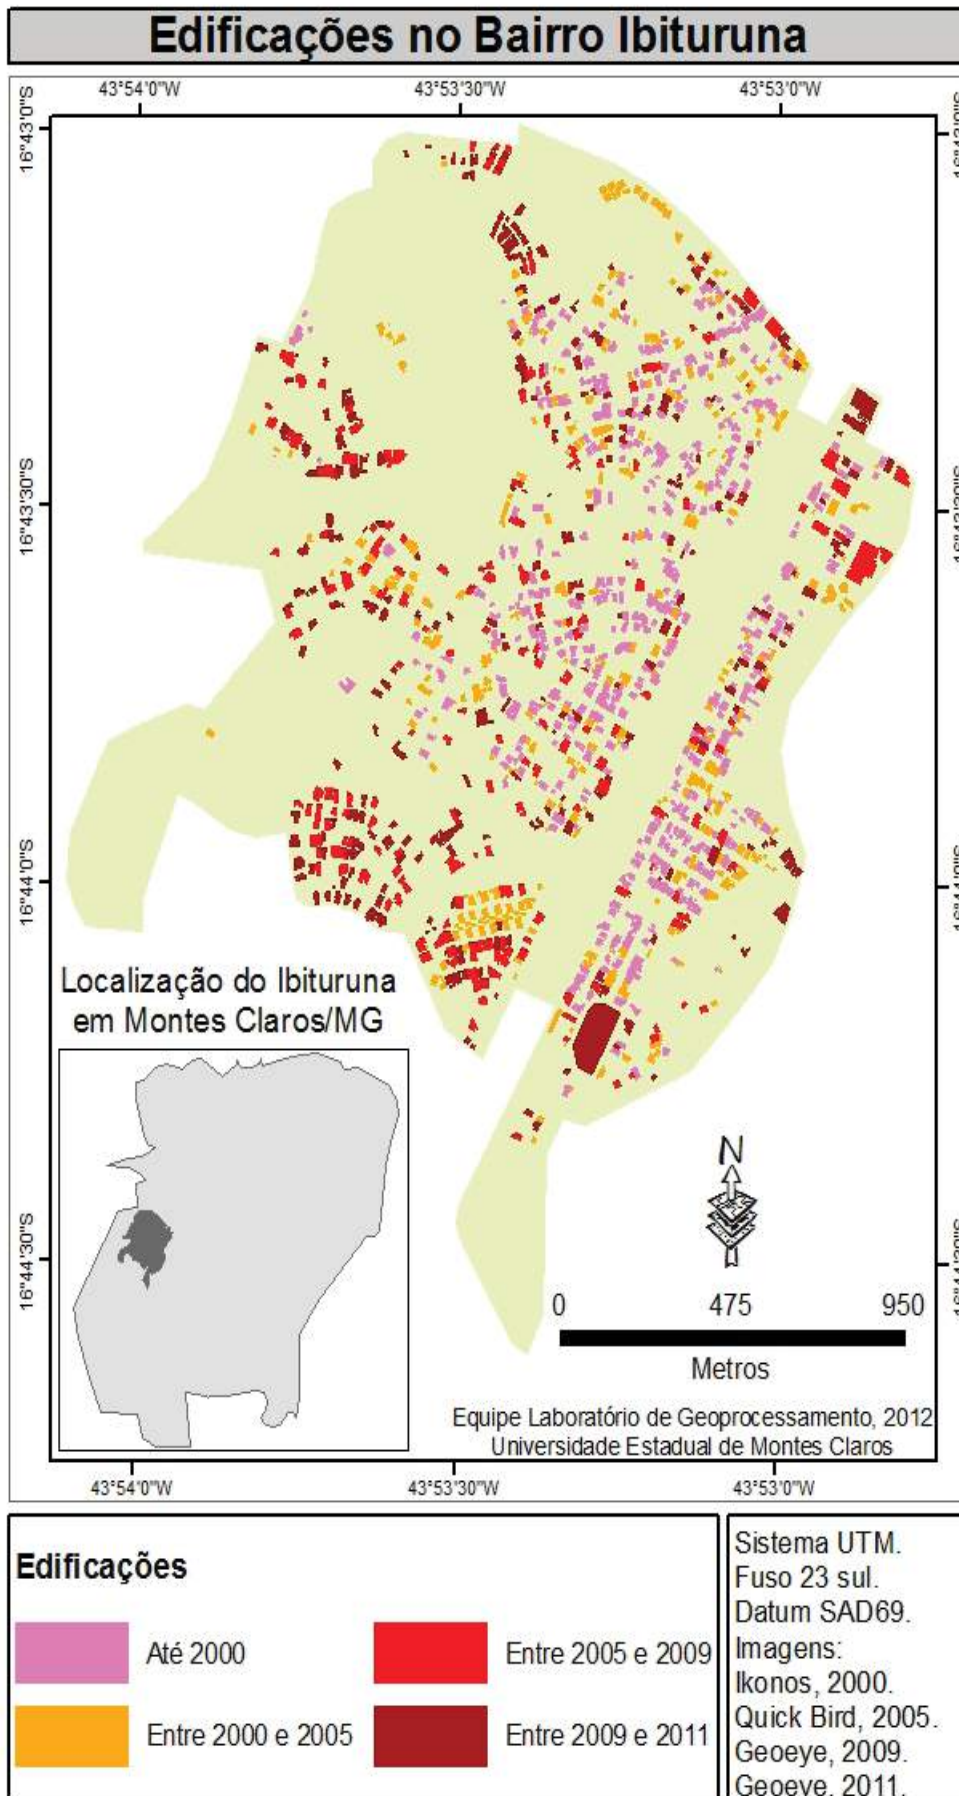 Edificações no Bairro Ibituruna
43°54'0"W
43°53'30"W
43°53'0"W
16°43'0"S
16°43'0"S
16°43'30"S
16°44'0"S
16°44'30"S
Localização do Ibituruna
em Montes Claros/MG
N
0
475
950
Metros
Equipe Laboratório de Geoprocessamento, 2012
Universidade Estadual de Montes Claros
43°54'0"W
43°53'30"W
43°53'0"W
Edificações
Até 2000
Entre 2005 e 2009
Entre 2000 e 2005
Entre 2009 e 2011
Sistema UTM.
Fuso 23 sul.
Datum SAD69.
Imagens:
Ikonos, 2000.
Quick Bird, 2005.
Geoeye, 2009.
Geoeye, 2011.